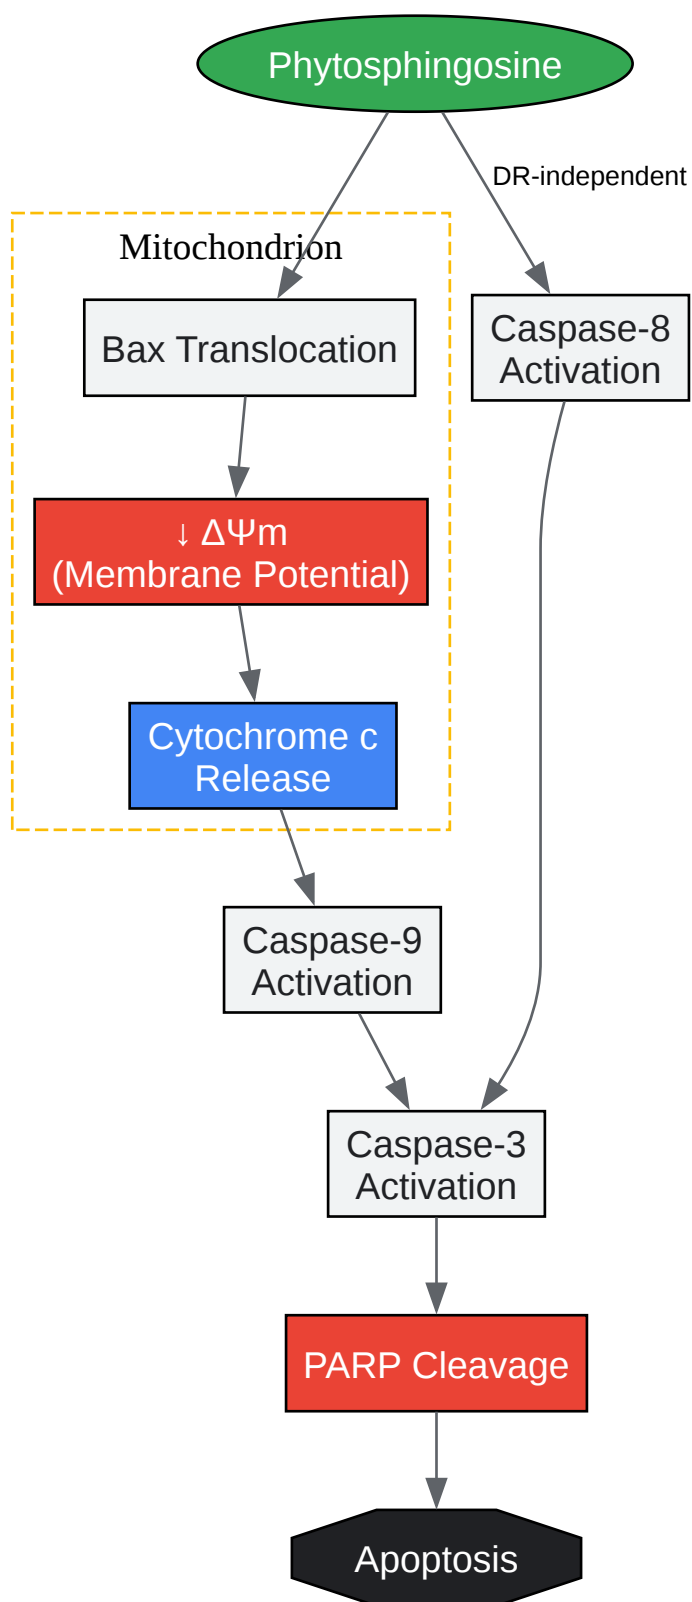 Phytosphingosine
DR-independent
Mitochondrion
Bax Translocation
Caspase-8
Activation
↓ ΔΨm
(Membrane Potential)
Cytochrome c
Release
Caspase-9
Activation
Caspase-3
Activation
PARP Cleavage
Apoptosis